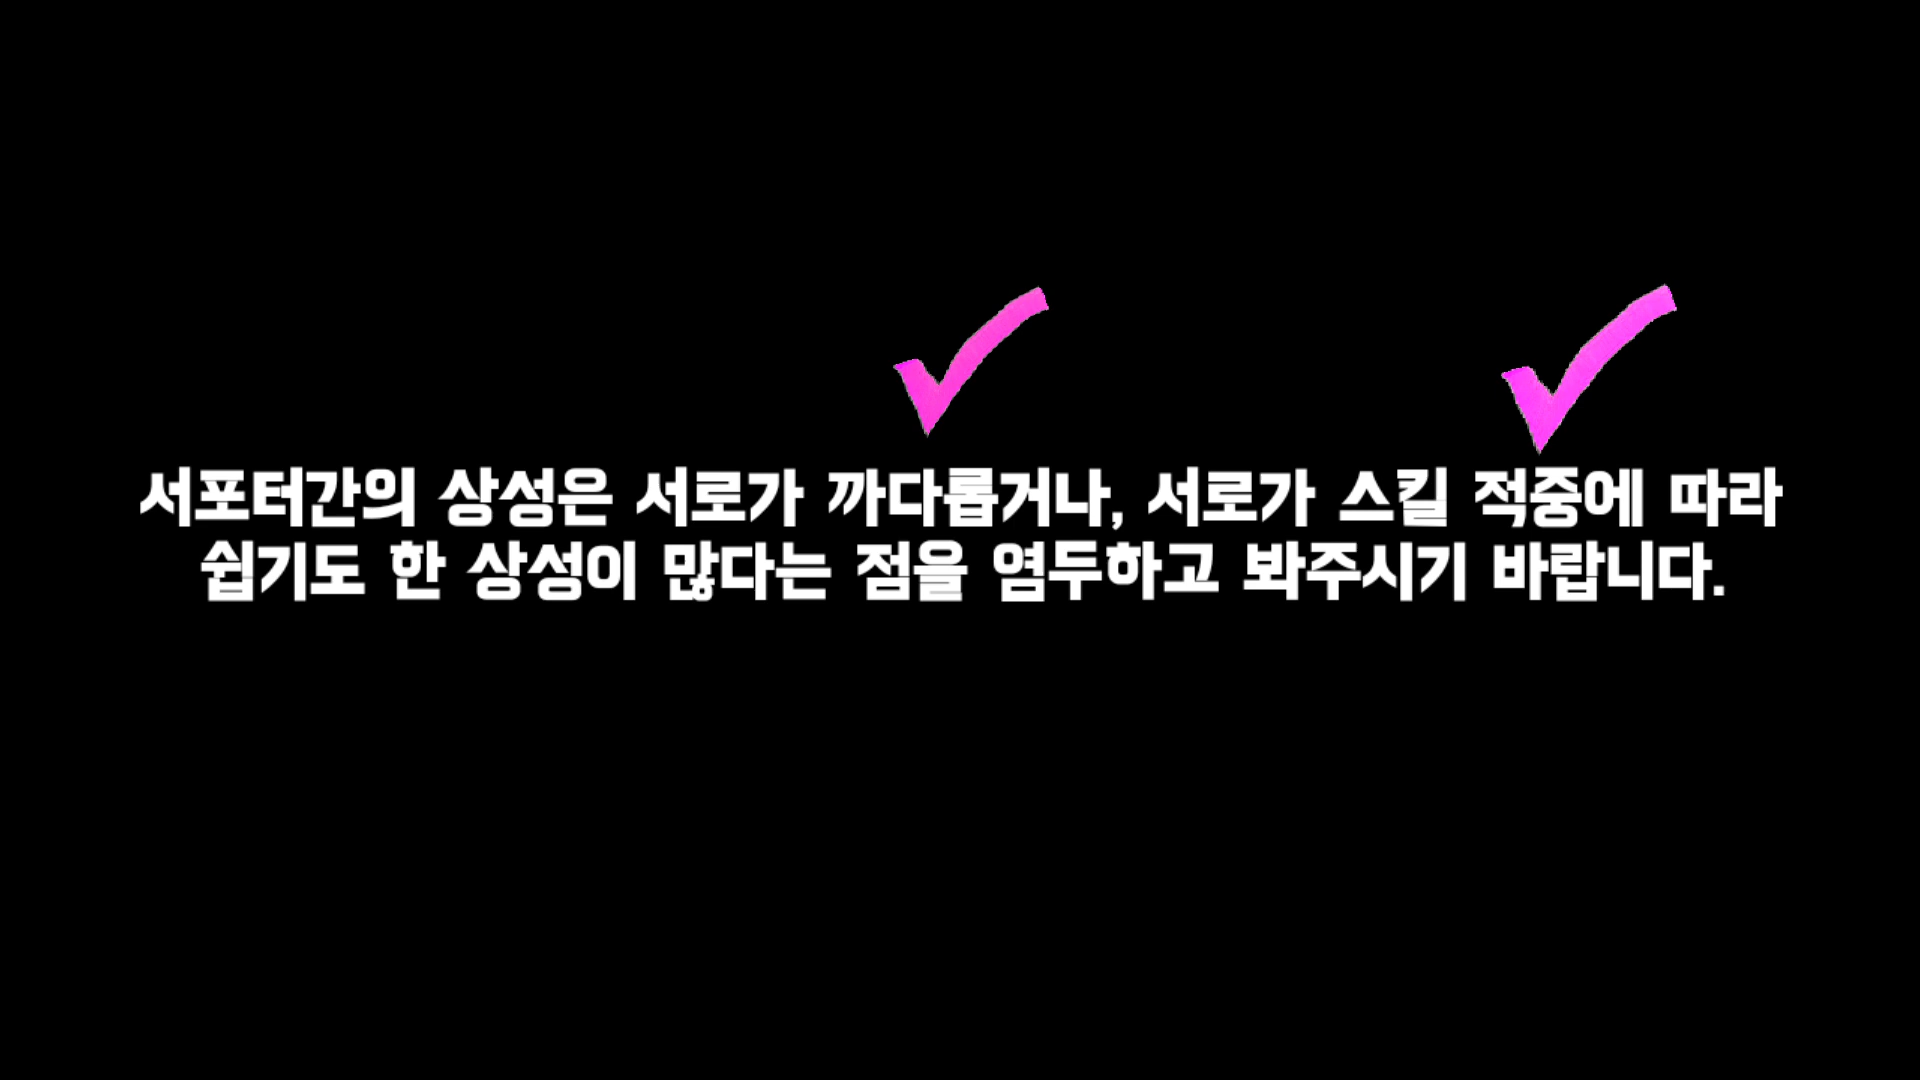 서포터간의 상성은 서로가 까다롭거나, 서로가 스킬 적중에 따라
쉽기도 한 상성이 많다는 점을 염두하고 봐주시기 바랍니다.